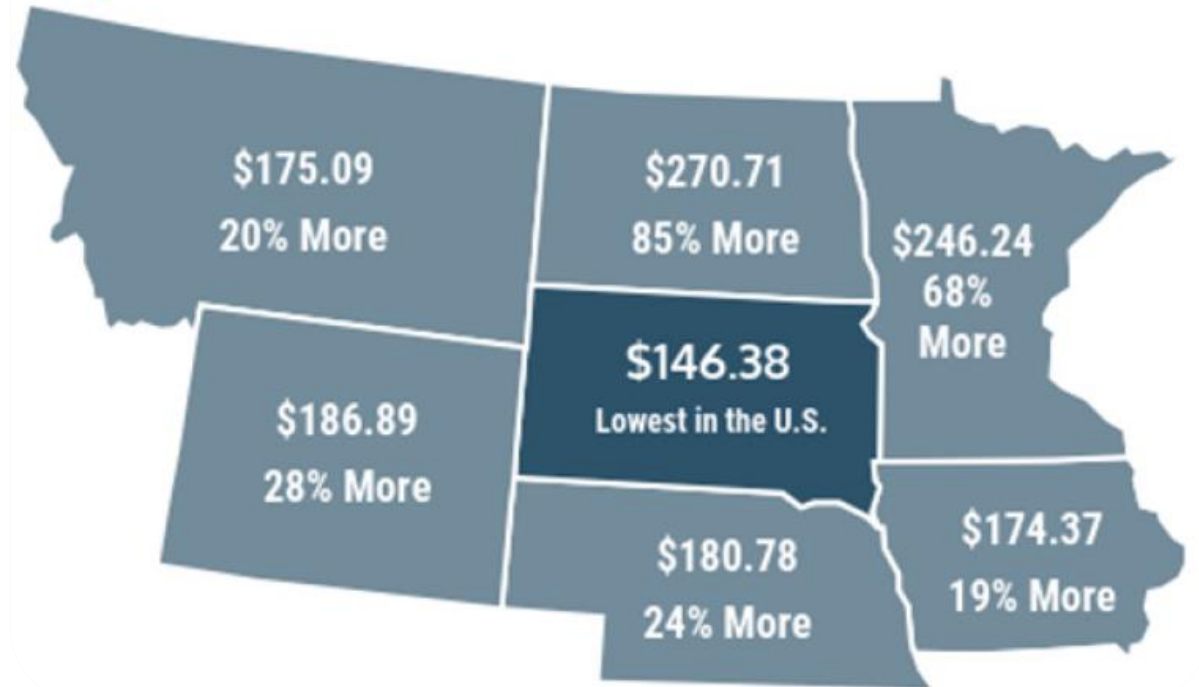 $175.09
20% More
$270.71
85% More
$246.24
68%
More
$146.38
Lowest in the U.S.
$186.89
28% More
$180.78
24% More
$174.37
19% More